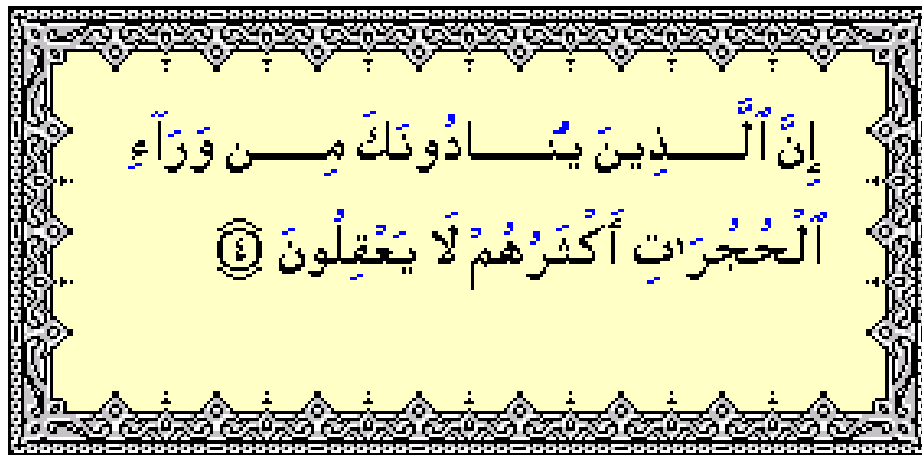 إِنَّ ٱلَّذِينَ يُنَادُونَكَ مِن وَرَآءِ
ٱلْحُجُرَٰتِ أَكْثَرُهُمْ لَا يَعْقِلُونَ ٤